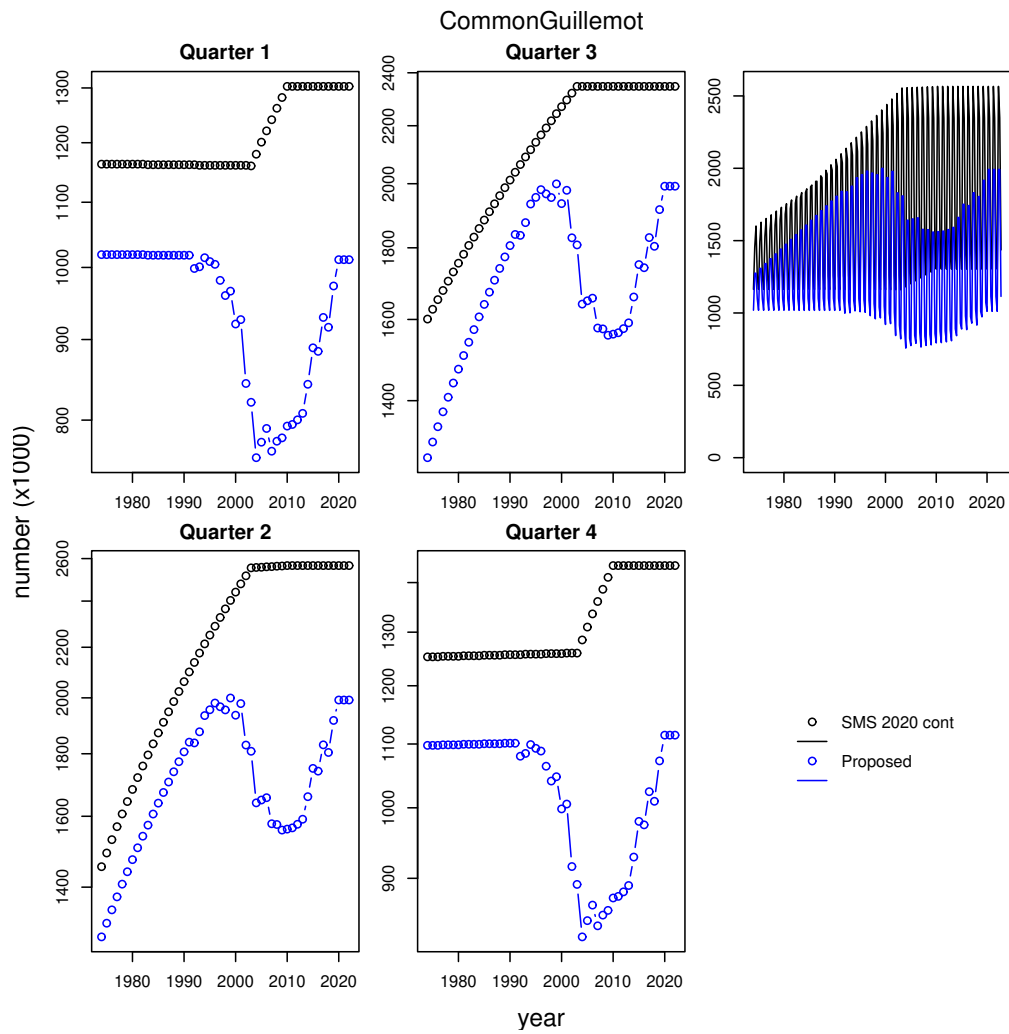 CommonGuillemot
Quarter 1
800 900 1000 1100 1200 1300
1980 1990 2000 2010 2020
Quarter 3
1400 1600 1800 2000 2200 2400
1980 1990 2000 2010 2020
0 500 1000 1500 2000 2500
1980 1990 2000 2010 2020
number (x1000)
Quarter 2
1400 1600 1800 2000 2200 2600
1980 1990 2000 2010 2020
Quarter 4
900 1000 1100 1200 1300
1980 1990 2000 2010 2020
SMS 2020 cont
Proposed
year